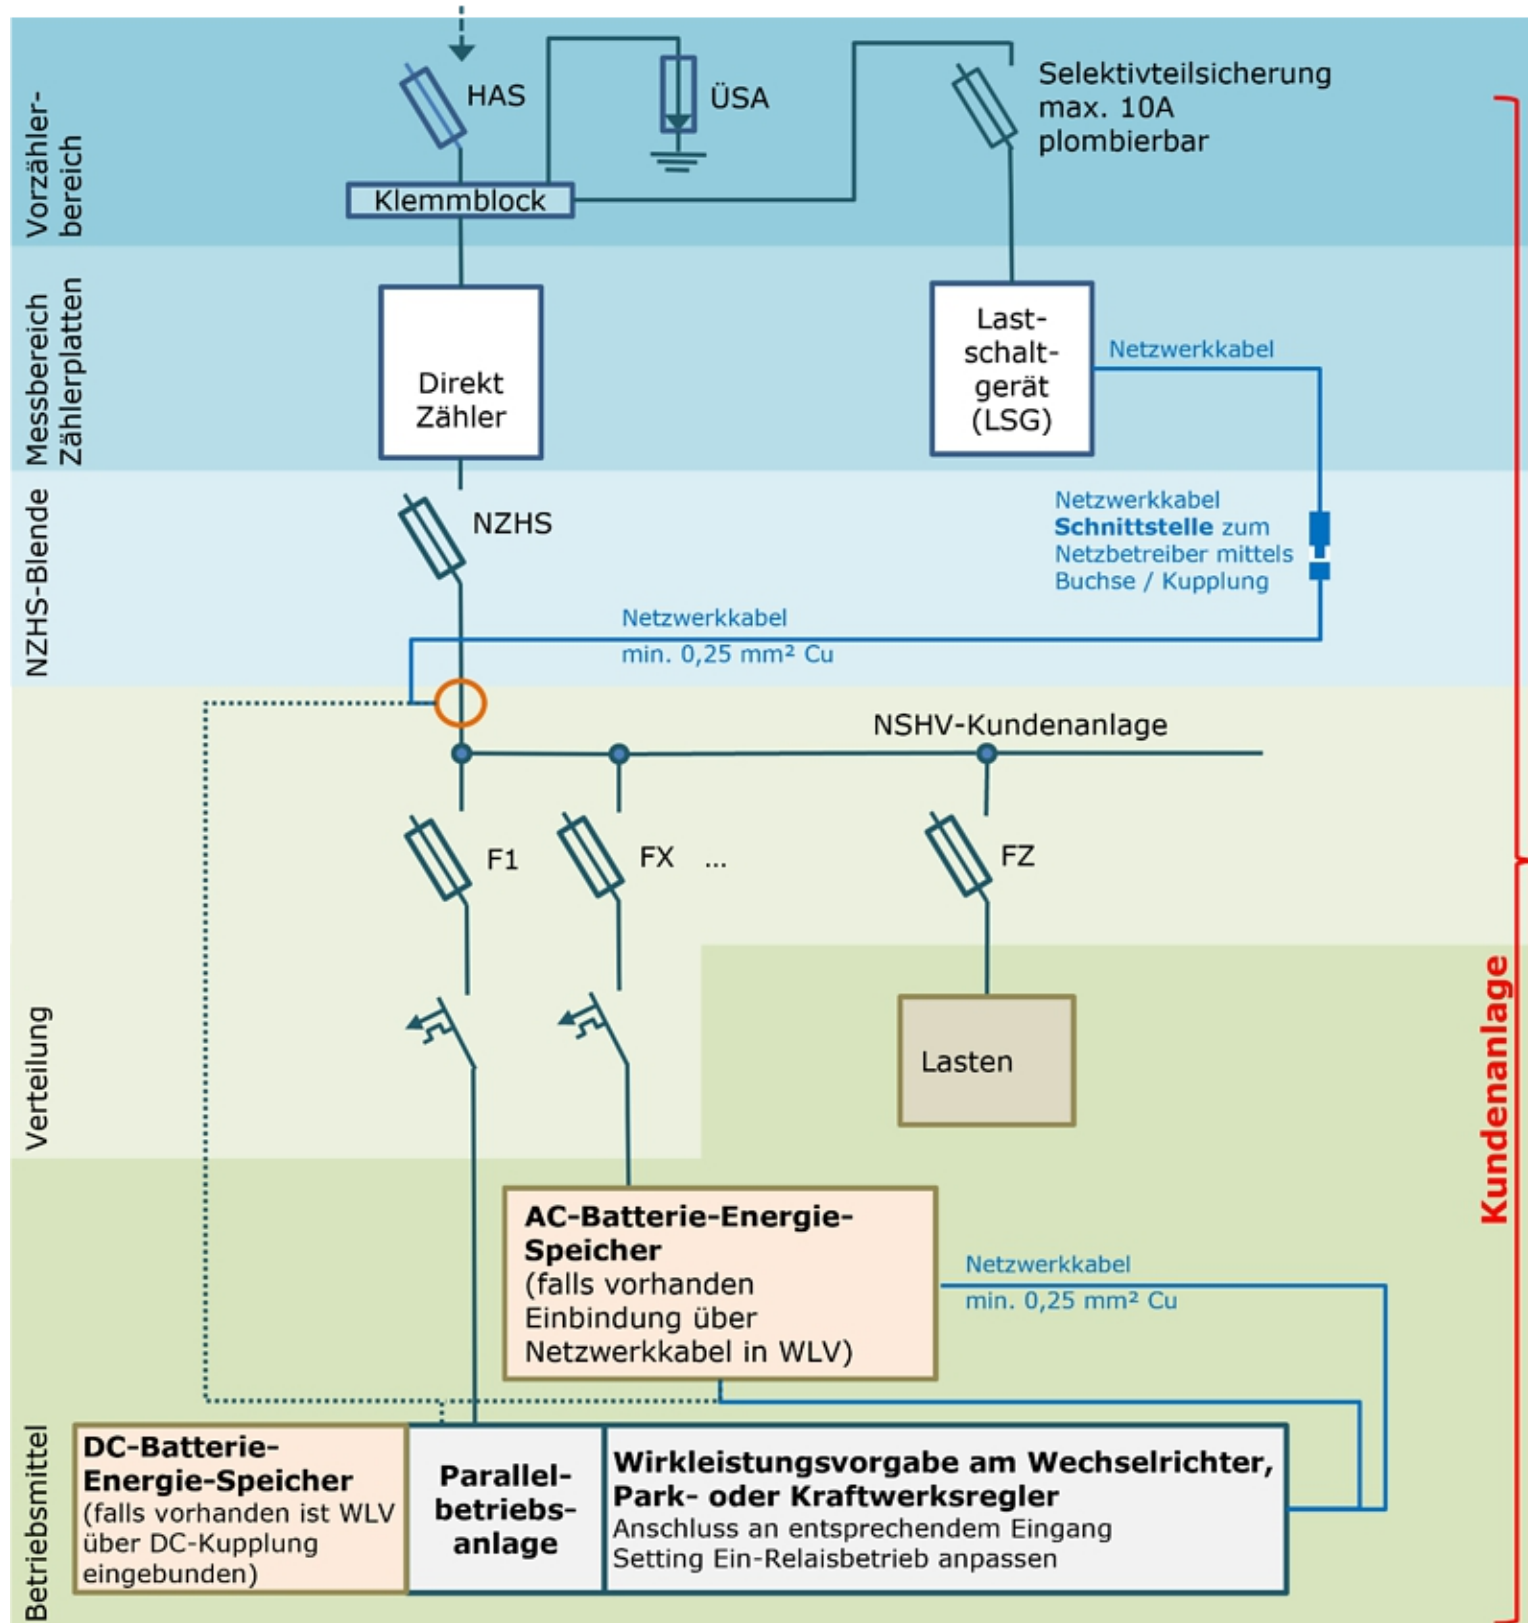 HAS
ÜSA
Selektivteilsicherung
max. 10A
plombierbar
Vorzähler-
bereich
Klemmblock
Messbereich
Zählerplatten
Direkt
Zähler
Last-
schalt-
gerät
(LSG)
Netzwerkkabel
NZHS-Blende
NZHS
Netzwerkkabel
Schnittstelle zum
Netzbetreiber mittels
Buchse / Kupplung
Netzwerkkabel
min. 0,25 mm² Cu
NSHV-Kundenanlage
F1
FX ...
FZ
Verteilung
Lasten
Kundenanlage
AC-Batterie-Energie-
Speicher
(falls vorhanden
Einbindung über
Netzwerkkabel in WLV)
Netzwerkkabel
min. 0,25 mm² Cu
Betriebsmittel
DC-Batterie-
Energie-Speicher
(falls vorhanden ist WLV
über DC-Kupplung
eingebunden)
Parallel-
betriebs-
anlage
Wirkleistungsvorgabe am Wechselrichter,
Park- oder Kraftwerksregler
Anschluss an entsprechendem Eingang
Setting Ein-Relaisbetrieb anpassen